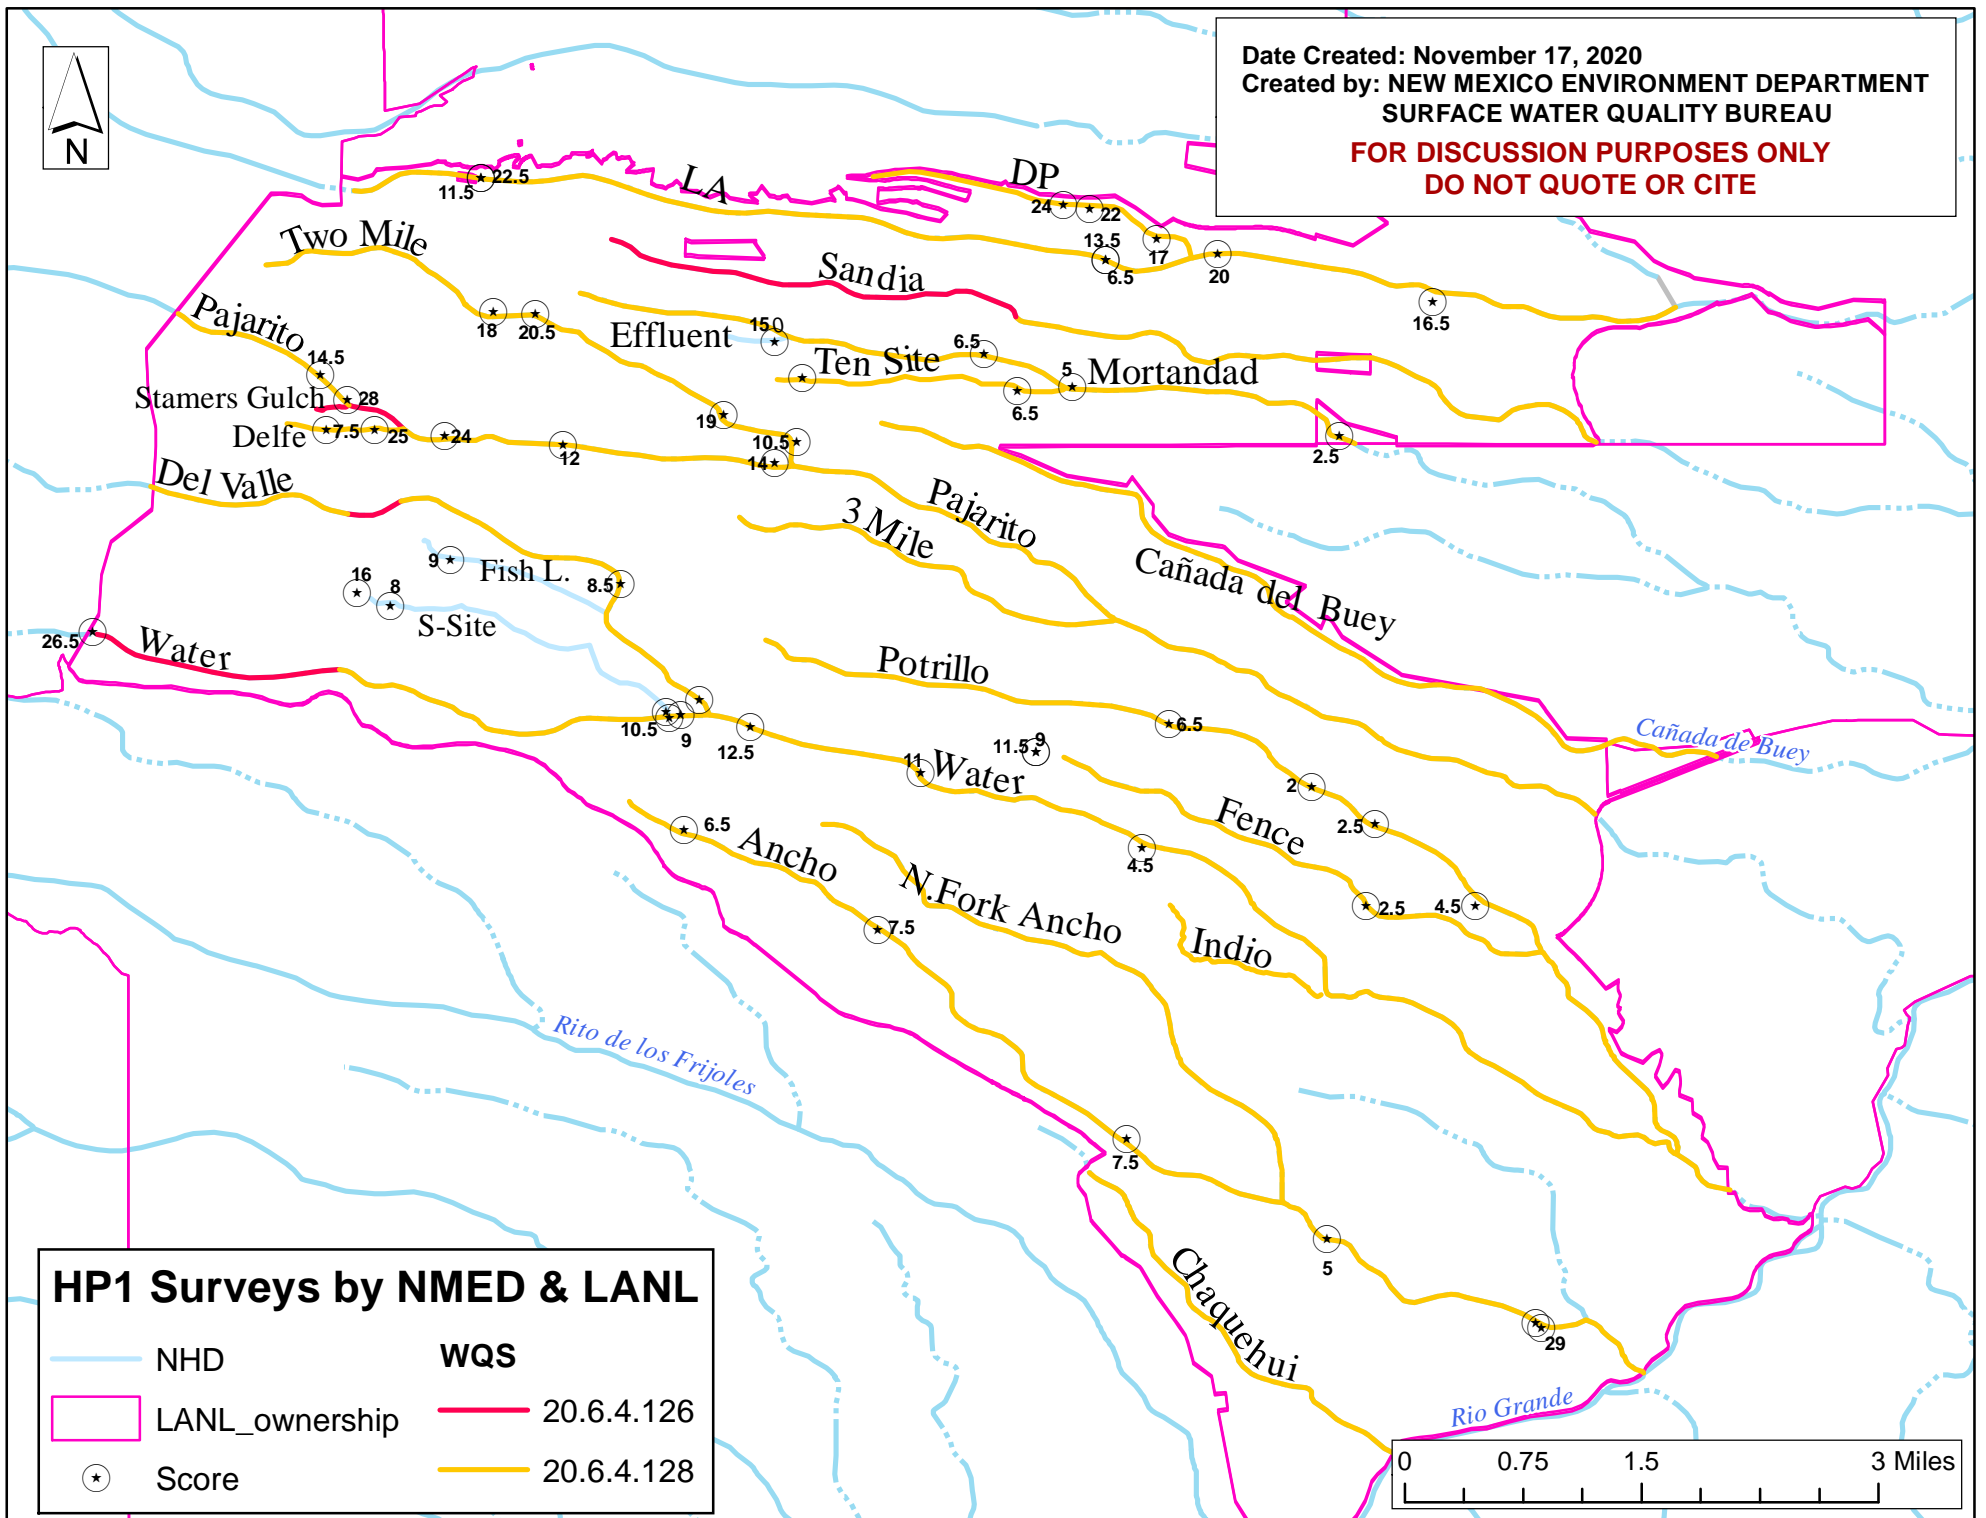 Date Created: November 17, 2020
Created by: NEW MEXICO ENVIRONMENT DEPARTMENT
SURFACE WATER QUALITY BUREAU
FOR DISCUSSION PURPOSES ONLY
DO NOT QUOTE OR CITE
N
22.5
11.5
LA
DP
24
22
17
13.5
6.5
20
16.5
Two Mile
Sandia
18
20.5
Effluent
150
Ten Site
6.5
5
Mortandad
6.5
2.5
Pajarito
14.5
Stamers Gulch
28
Delfe
7.5
25
24
12
19
10.5
14
Del Valle
Pajarito
3 Mile
Cañada del Buey
9
Fish L.
8.5
16
8
S-Site
26.5
Water
Potrillo
10.5
9
12.5
11.5
9
6.5
11
Water
2
2.5
Cañada de Buey
Fence
4.5
2.5
4.5
6.5
Ancho
N.Fork Ancho
7.5
Indio
Rito de los Frijoles
7.5
5
Chaquehui
29
Rio Grande
HP1 Surveys by NMED & LANL
NHD
WQS
LANL_ownership
20.6.4.126
Score
20.6.4.128
0 0.75 1.5 3 Miles